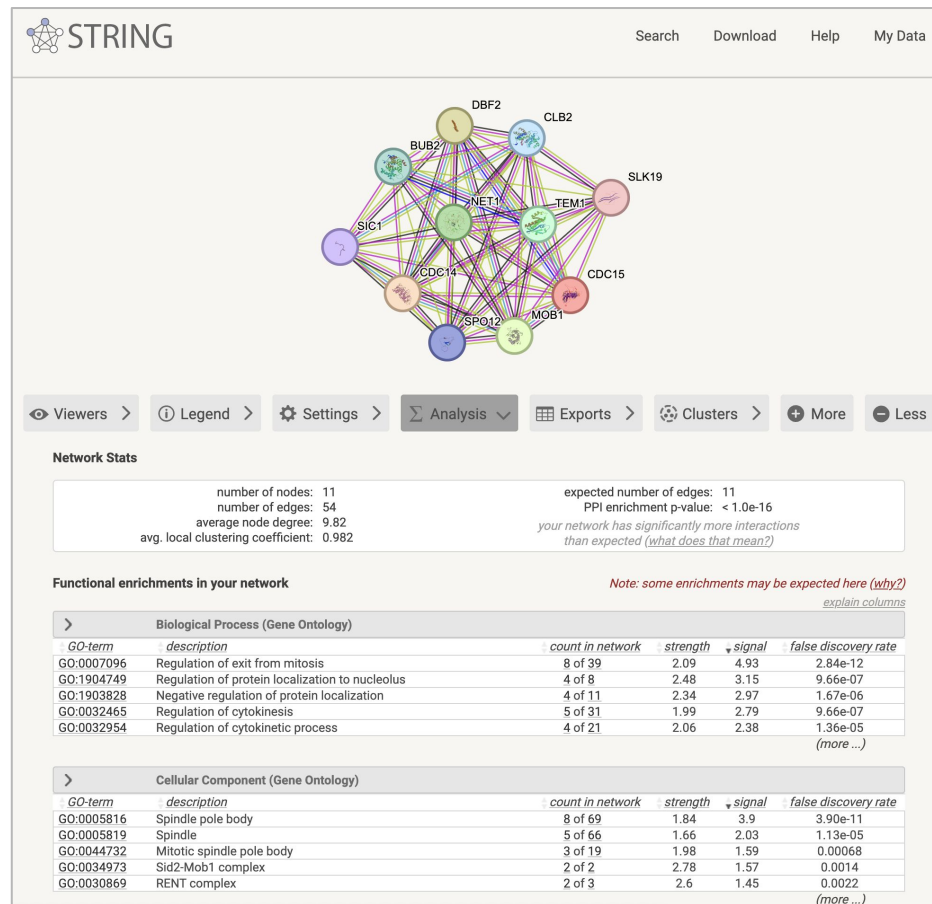 STRING
Search Download Help My Data
DBF2
CLB2
BUB2
SLK19
NET1 TEM1
SIC1
CDC14 CDC15
SPO12 MOB1
Viewers Legend Settings Analysis Exports Clusters More Less
Network Stats
number of nodes: 11 expected number of edges: 11
number of edges: 54 PPI enrichment p-value: < 1.0e-16
average node degree: 9.82 your network has significantly more interactions
avg. local clustering coefficient: 0.982 than expected (what does that mean?)
Functional enrichments in your network Note: some enrichments may be expected here (why?)
explain columns
Biological Process (Gene Ontology)
GO-term description count in network strength signal false discovery rate
GO:0007096 Regulation of exit from mitosis 8 of 39 2.09 4.93 2.84e-12
GO:1904749 Regulation of protein localization to nucleolus 4 of 8 2.48 3.15 9.66e-07
GO:1903828 Negative regulation of protein localization 4 of 11 2.34 2.97 1.67e-06
GO:0032465 Regulation of cytokinesis 5 of 31 1.99 2.79 9.66e-07
GO:0032954 Regulation of cytokinetic process 4 of 21 2.06 2.38 1.36e-05
(more ...)
Cellular Component (Gene Ontology)
GO-term description count in network strength signal false discovery rate
GO:0005816 Spindle pole body 8 of 69 1.84 3.9 3.90e-11
GO:0005819 Spindle 5 of 66 1.66 2.03 1.13e-05
GO:0044732 Mitotic spindle pole body 3 of 19 1.98 1.59 0.00068
GO:0034973 Sid2-Mob1 complex 2 of 2 2.78 1.57 0.0014
GO:0030869 RENT complex 2 of 3 2.6 1.45 0.0022
(more ...)